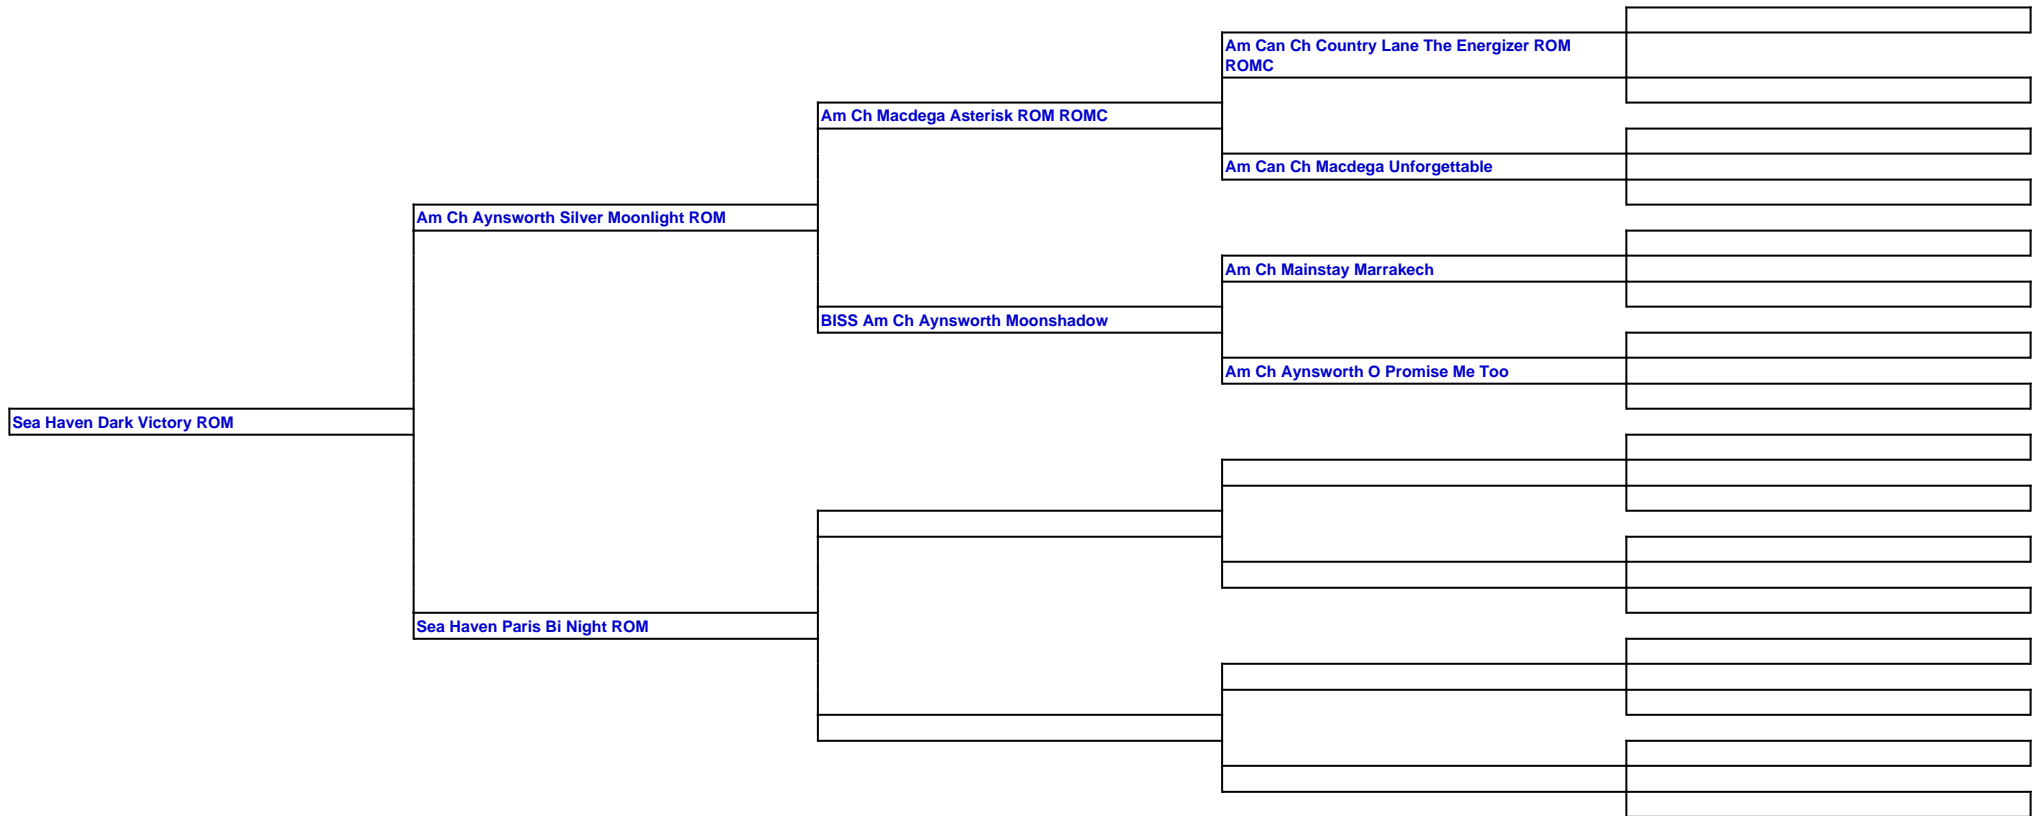 Am Can Ch Country Lane The Energizer ROM
ROMC
Am Ch Macdega Asterisk ROM ROMC
Am Can Ch Macdega Unforgettable
Am Ch Aynsworth Silver Moonlight ROM
Am Ch Mainstay Marrakech
BISS Am Ch Aynsworth Moonshadow
Am Ch Aynsworth O Promise Me Too
Sea Haven Dark Victory ROM
Sea Haven Paris Bi Night ROM